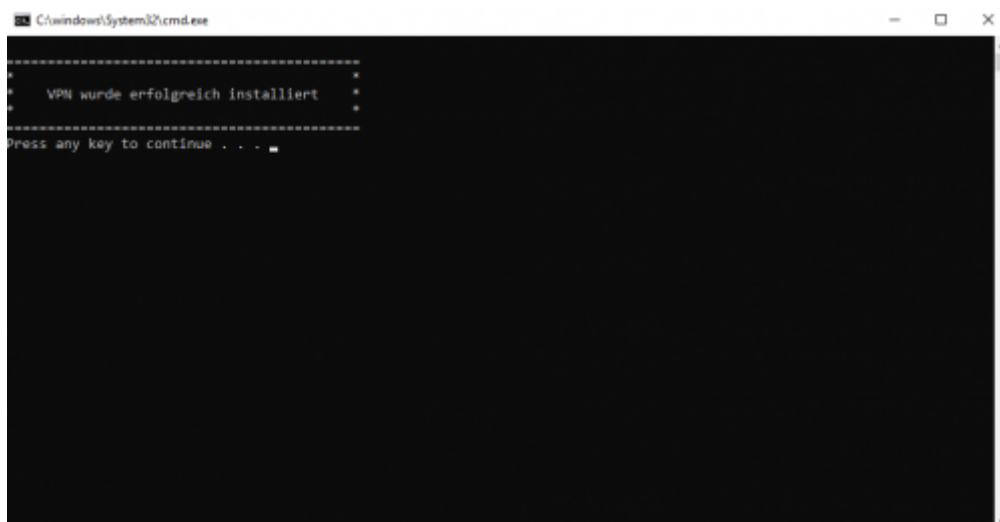 C:\windows\System32\cmd.exe
============================================
*                                          *
*    VPN wurde erfolgreich installiert    *
*                                          *
============================================
Press any key to continue . . .